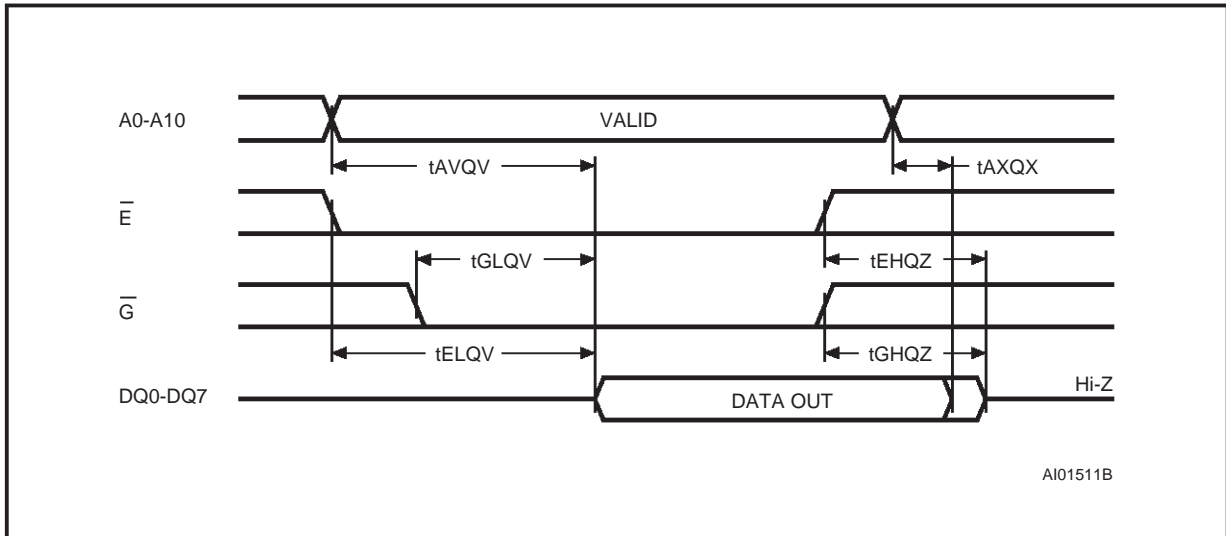 A0-A10
VALID
tAVQV
tAXQX
E̅
tGLQV
tEHQZ
G̅
tELQV
tGHQZ
DQ0-DQ7
DATA OUT
Hi-Z
AI01511B